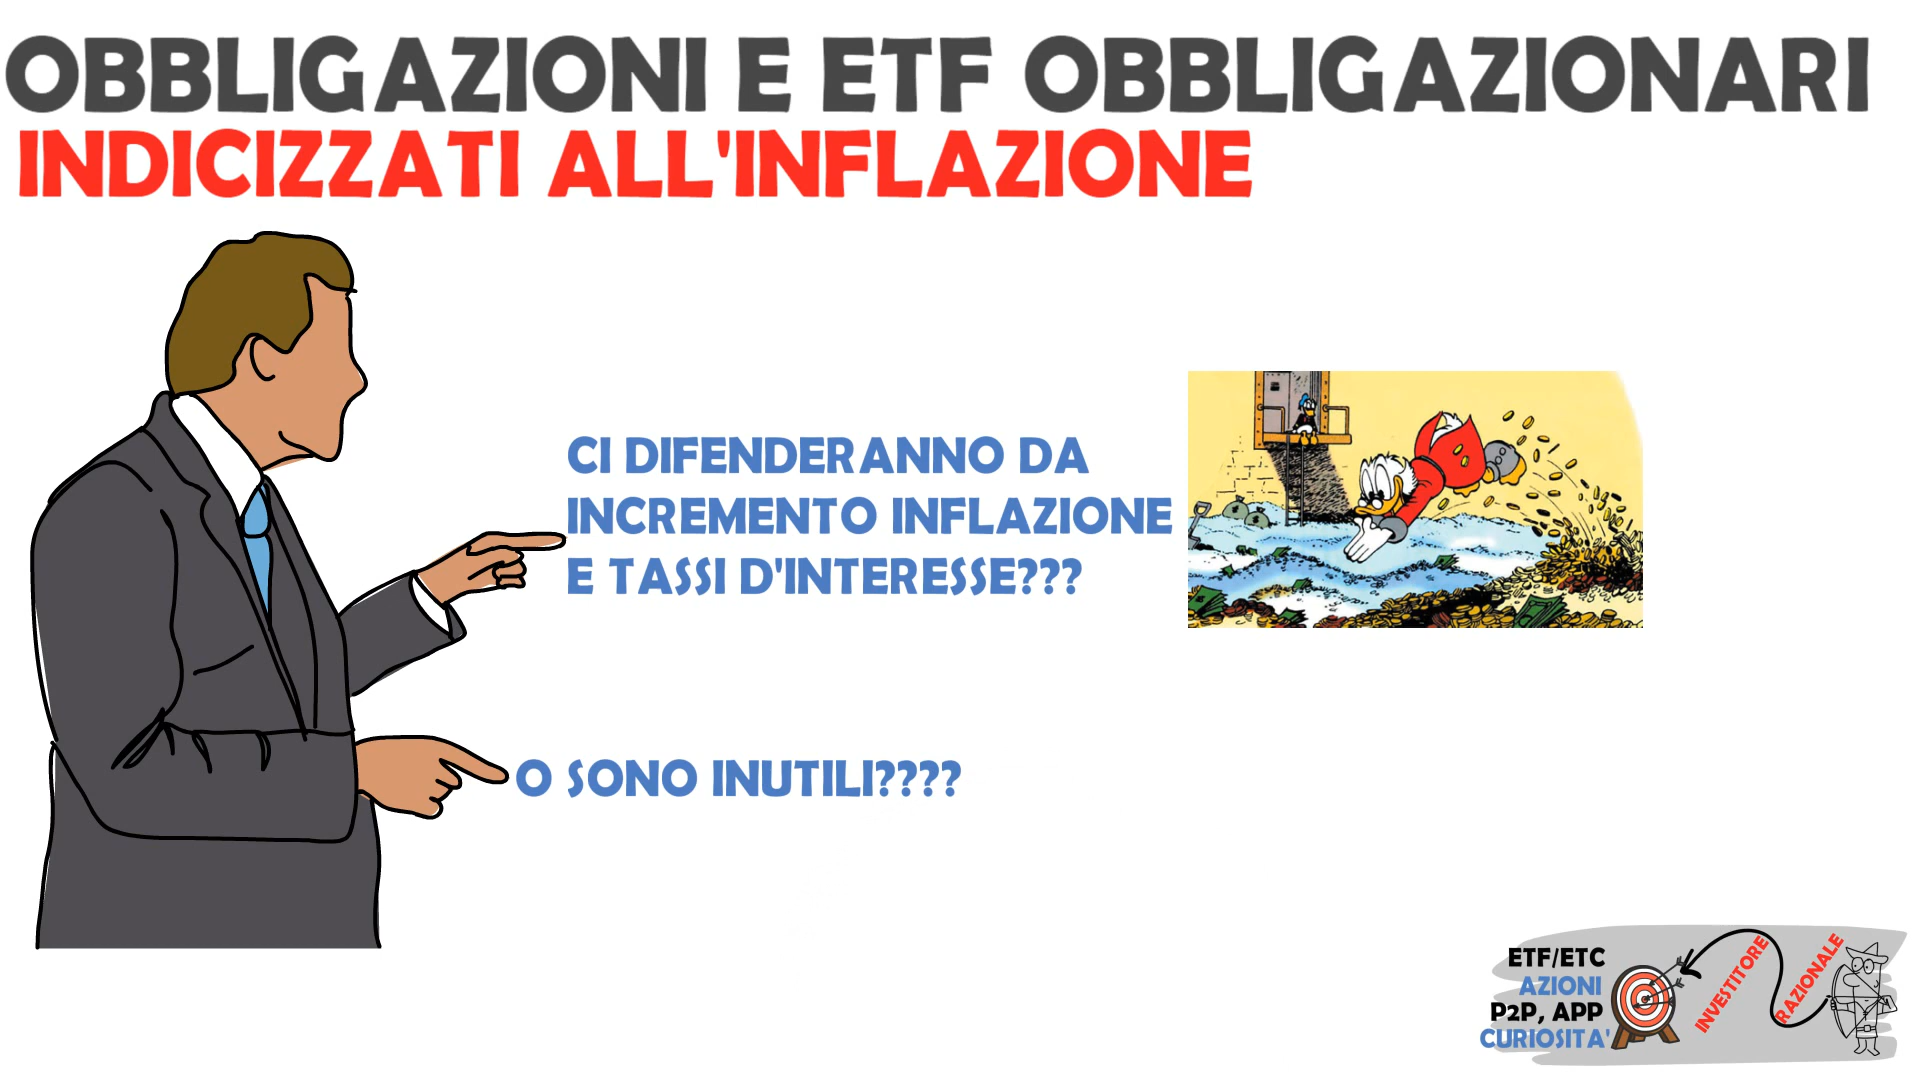 OBBLIGAZIONI E ETF OBBLIGAZIONARI
INDICIZZATI ALL'INFLAZIONE
CI DIFENDERANNO DA
INCREMENTO INFLAZIONE
E TASSI D'INTERESSE???
O SONO INUTILI????
ETF/ETC
AZIONI
P2P, APP
CURIOSITA'
INVESTITORE
RAZIONALE